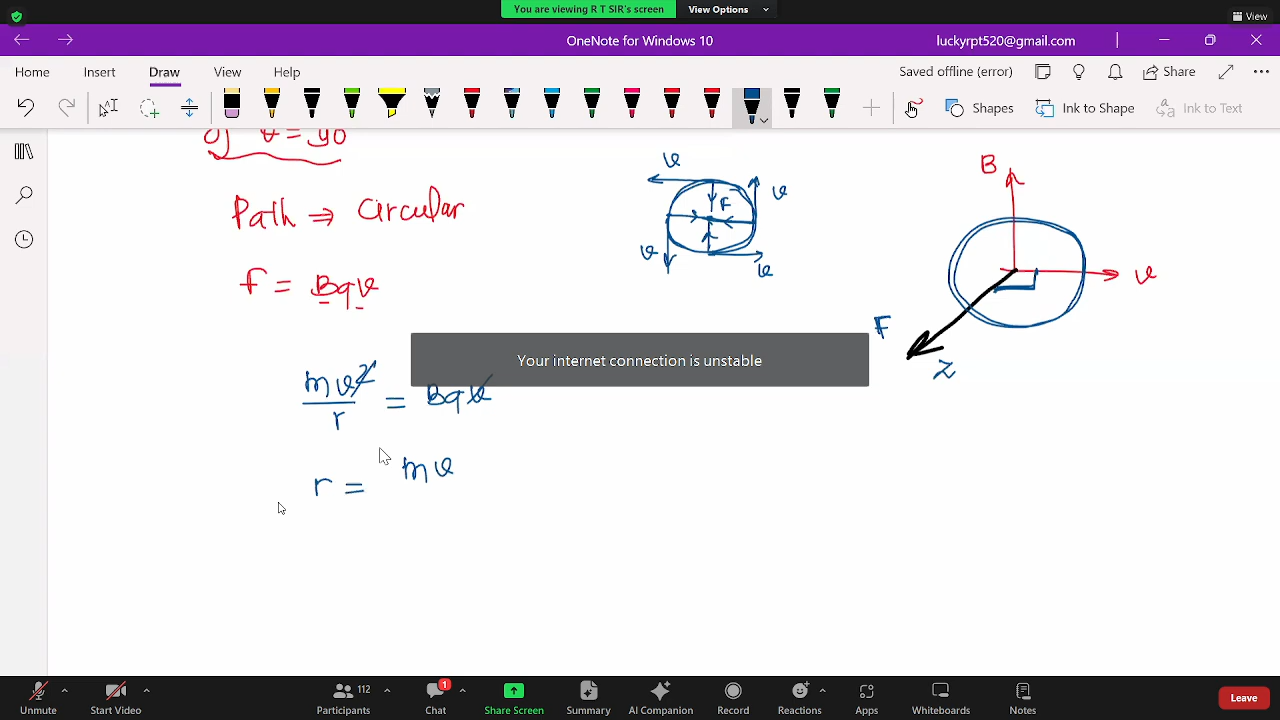 You are viewing R T SIR's screen
View Options
View
OneNote for Windows 10
luckyrpt520@gmail.com
Home
Insert
Draw
View
Help
Saved offline (error)
Share
Shapes
Ink to Shape
Ink to Text
θ = 90
Path ⇒ Circular
f = Bqv
v
v
F
v
v
B
v
F
Z
Your internet connection is unstable
mv²/r = Bqv
r = mv
Unmute
Start Video
112
Participants
1
Chat
Share Screen
Summary
AI Companion
Record
Reactions
Apps
Whiteboards
Notes
Leave